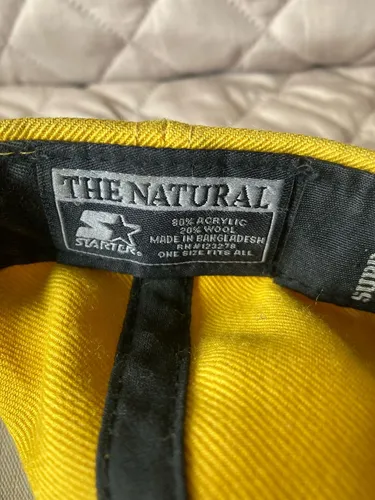 THE NATURAL
STARTER®
80% ACRYLIC
20% WOOL
MADE IN BANGLADESH
RN#123278
ONE SIZE FITS ALL